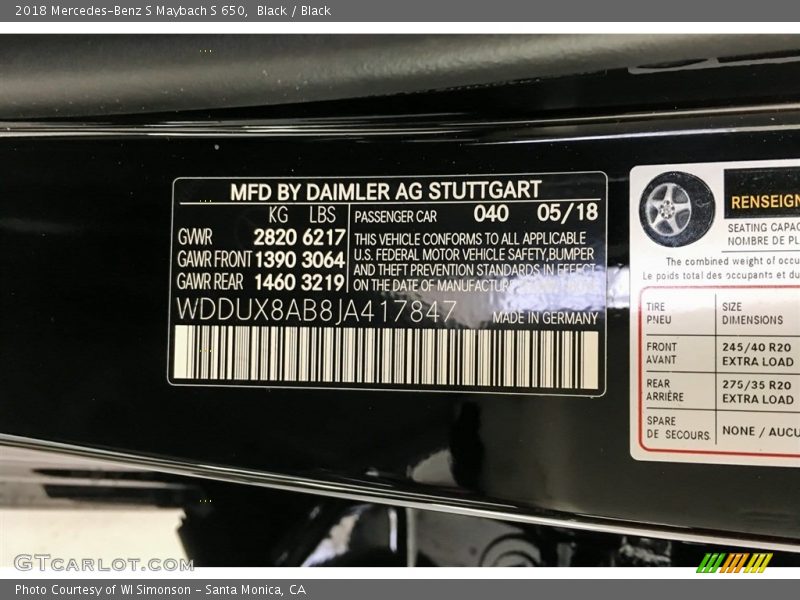 2018 Mercedes-Benz S Maybach S 650, Black / Black
MFD BY DAIMLER AG STUTTGART
KG LBS
GVWR 2820 6217
GAWR FRONT 1390 3064
GAWR REAR 1460 3219
PASSENGER CAR 040 05/18
THIS VEHICLE CONFORMS TO ALL APPLICABLE
U.S. FEDERAL MOTOR VEHICLE SAFETY, BUMPER
AND THEFT PREVENTION STANDARDS IN EFFECT
ON THE DATE OF MANUFACTURE
WDDUX8AB8JA417847
MADE IN GERMANY
RENSEIGN
SEATING CAPAC
NOMBRE DE PL
The combined weight of occu
Le poids total des occupants et du
TIRE SIZE
PNEU DIMENSIONS
FRONT 245/40 R20
AVANT EXTRA LOAD
REAR 275/35 R20
ARRIÈRE EXTRA LOAD
SPARE NONE / AUCU
DE SECOURS
GTcarlot.com
Photo Courtesy of WI Simonson - Santa Monica, CA